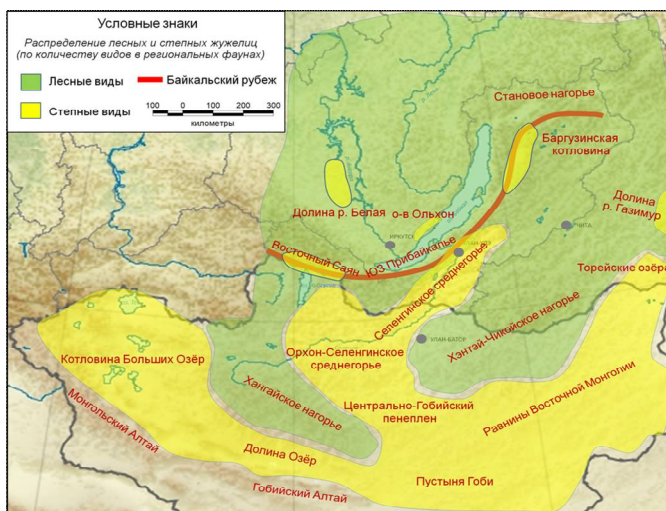 Условные знаки
Распределение лесных и степных жужелиц
(по количеству видов в региональных фаунах)
Лесные виды
Байкальский рубеж
Степные виды
100 0 100 200 300
километры
Становое нагорье
Баргузинская
котловина
Долина р. Белая
о-в Ольхон
Долина
р. Газимур
ИРКУТСК
ЧИТА
Восточный Саян
ЮЗ Прибайкалье
Торейские озёра
Селенгинское среднегорье
УЛАН-БАТОР
Котловина Больших Озёр
Орхон-Селенгинское
среднегорье
Хэнтай-Чикойское нагорье
Хангайское нагорье
Центрально-Гобийский
пенеплен
Равнины Восточной Монголии
Монгольский Алтай
Долина Озёр
Пустыня Гоби
Гобийский Алтай